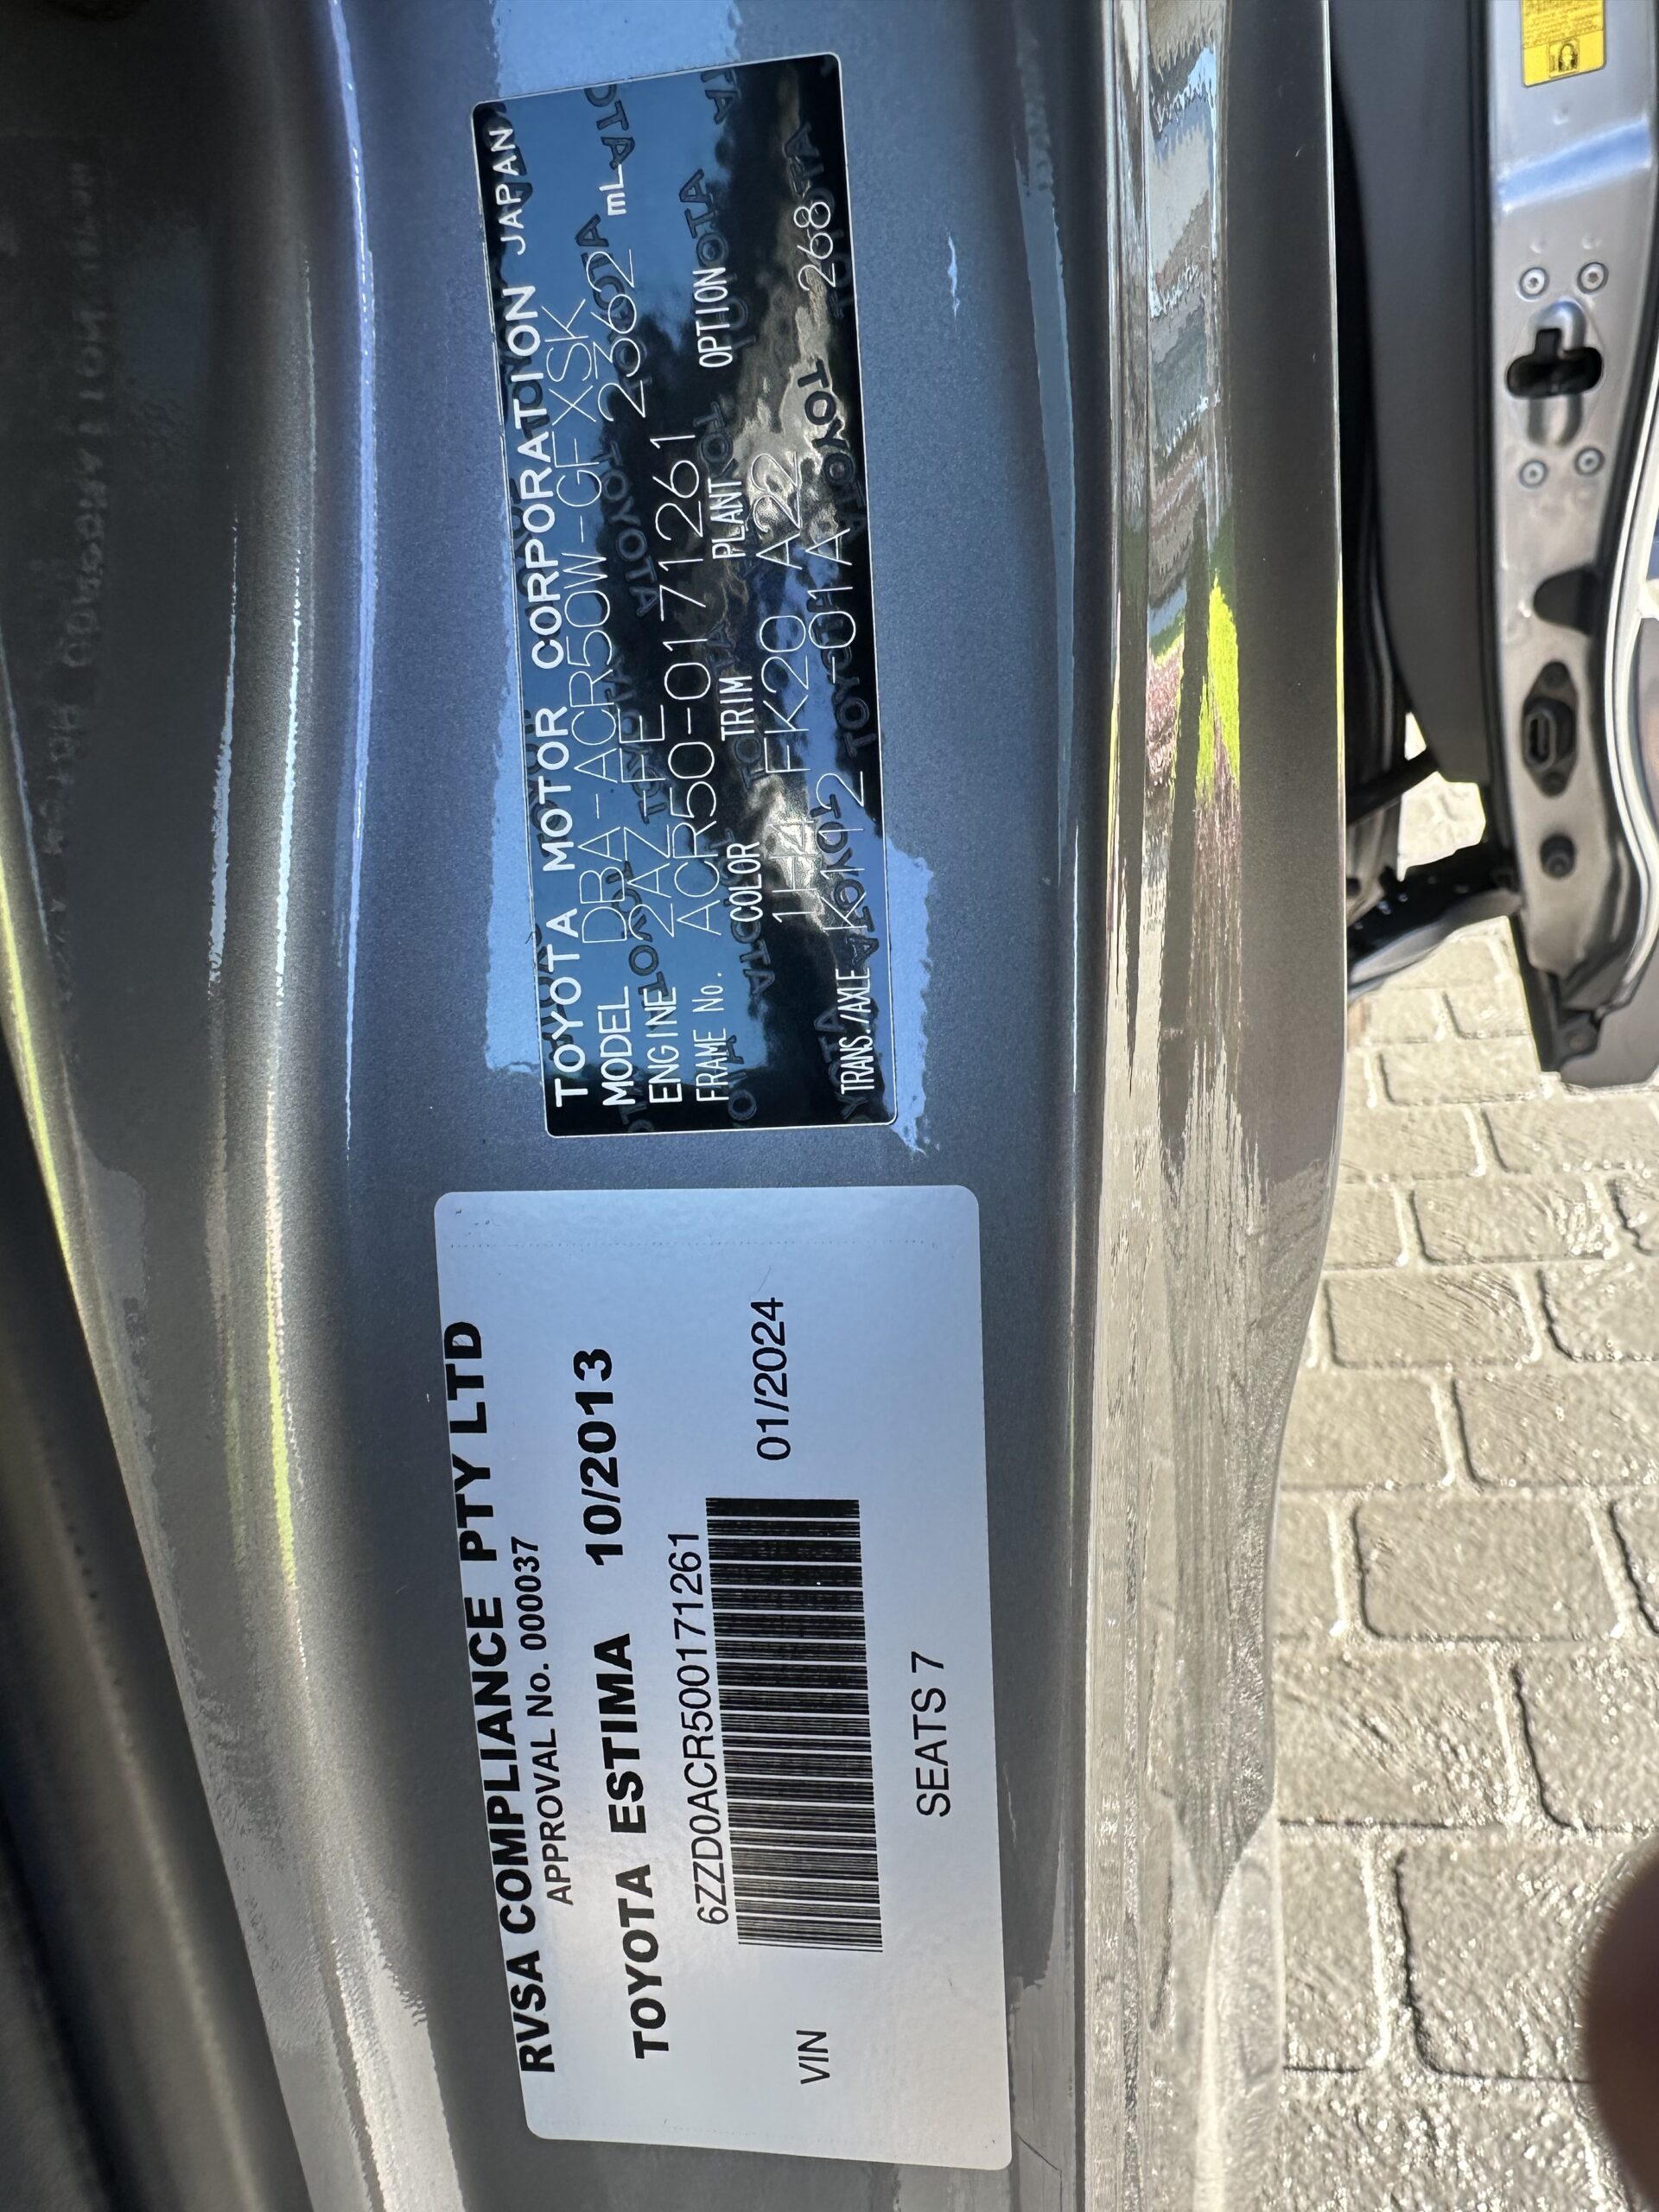 RVSA COMPLIANCE PTY LTD
APPROVAL No. 000037
TOYOTA ESTIMA 10/2013
6ZZD0ACR500171261
VIN 01/2024
SEATS 7
TOYOTA MOTOR CORPORATION JAPAN
MODEL DBA-ACR50W-GFXSK
ENGINE 2AZ-FE 2362 mL
FRAME No. ACR50-0171261
COLOR TRIM PLANT OPTION
1H4 FK20 A22
TRANS./AXLE K112 -01A 268